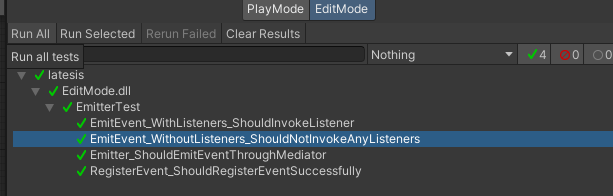 PlayMode EditMode
Run All Run Selected Rerun Failed Clear Results
Run all tests Nothing 4 0 0
latesis
EditMode.dll
EmitterTest
EmitEvent_WithListeners_ShouldInvokeListener
EmitEvent_WithoutListeners_ShouldNotInvokeAnyListeners
Emitter_ShouldEmitEventThroughMediator
RegisterEvent_ShouldRegisterEventSuccessfully